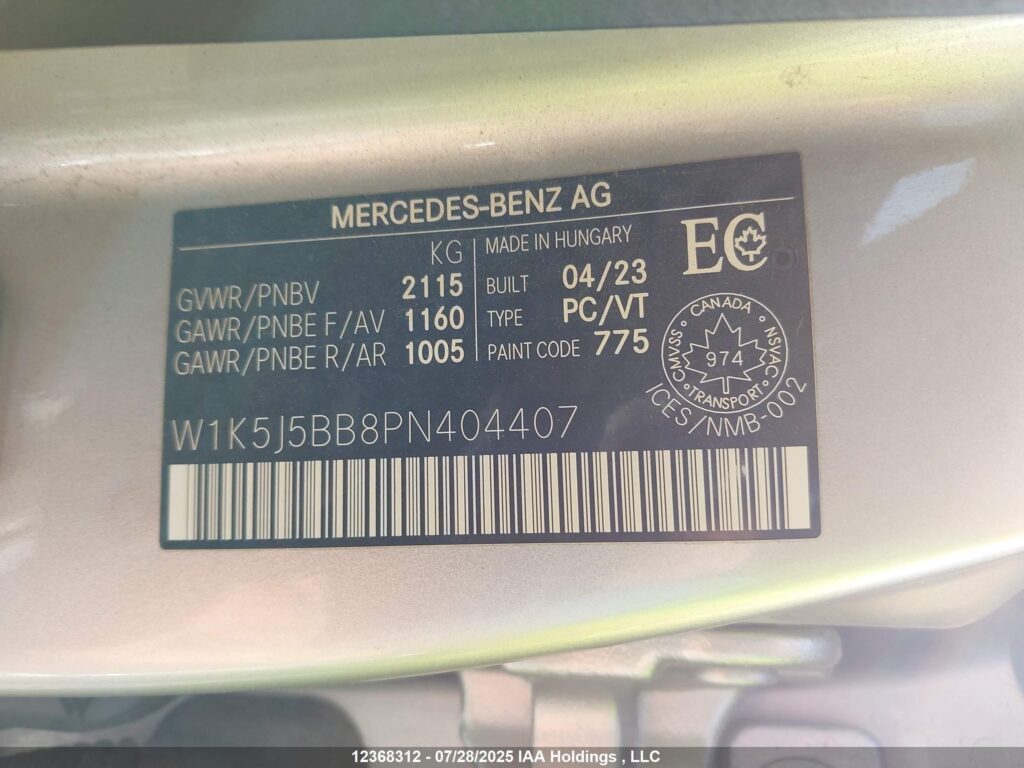 MERCEDES-BENZ AG
KG
GVWR/PNBV 2115
GAWR/PNBE F/AV 1160
GAWR/PNBE R/AR 1005
MADE IN HUNGARY
BUILT 04/23
TYPE PC/VT
PAINT CODE 775
EC
CANADA
CMVSS 974 NSVAC
TRANSPORT
ICES/NMB-002
W1K5J5BB8PN404407
12368312 - 07/28/2025 IAA Holdings , LLC